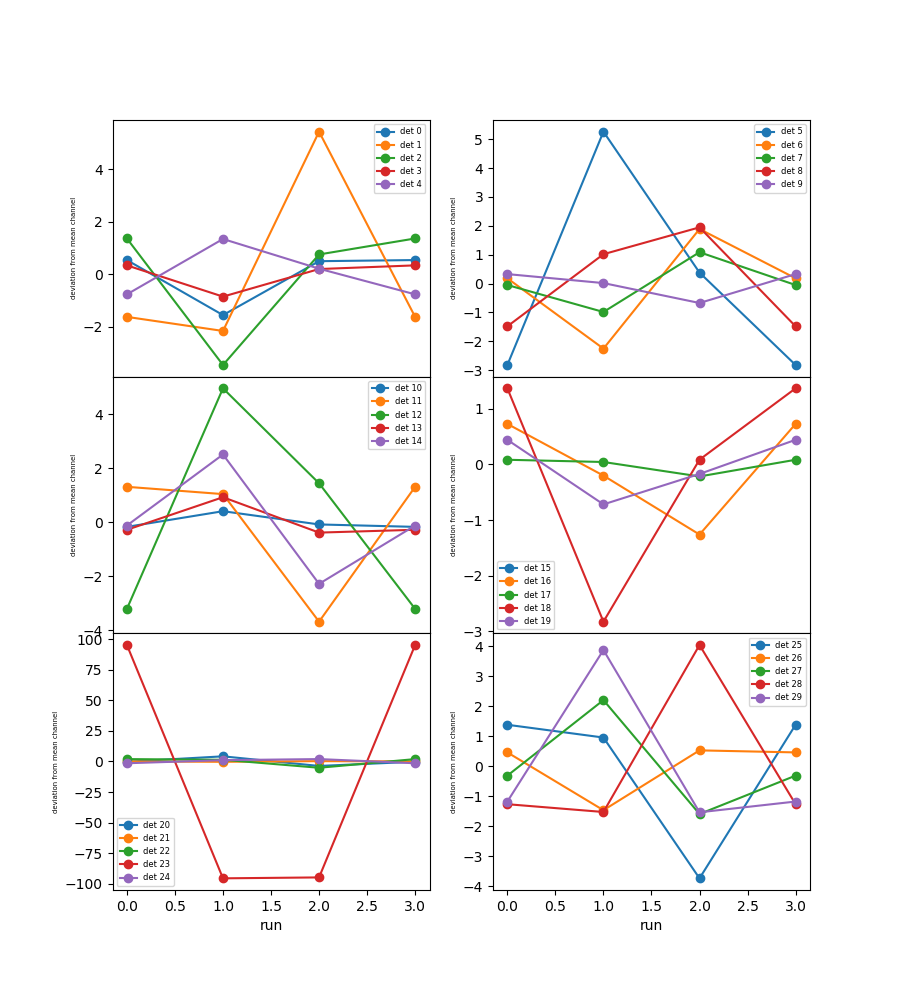 deviation from mean channel
4
2
0
−2
det 0
det 1
det 2
det 3
det 4
deviation from mean channel
5
4
3
2
1
0
−1
−2
−3
det 5
det 6
det 7
det 8
det 9
deviation from mean channel
4
2
0
−2
−4
det 10
det 11
det 12
det 13
det 14
deviation from mean channel
1
0
−1
−2
−3
det 15
det 16
det 17
det 18
det 19
deviation from mean channel
100
75
50
25
0
−25
−50
−75
−100
det 20
det 21
det 22
det 23
det 24
0.0 0.5 1.0 1.5 2.0 2.5 3.0
run
deviation from mean channel
4
3
2
1
0
−1
−2
−3
−4
det 25
det 26
det 27
det 28
det 29
0.0 0.5 1.0 1.5 2.0 2.5 3.0
run